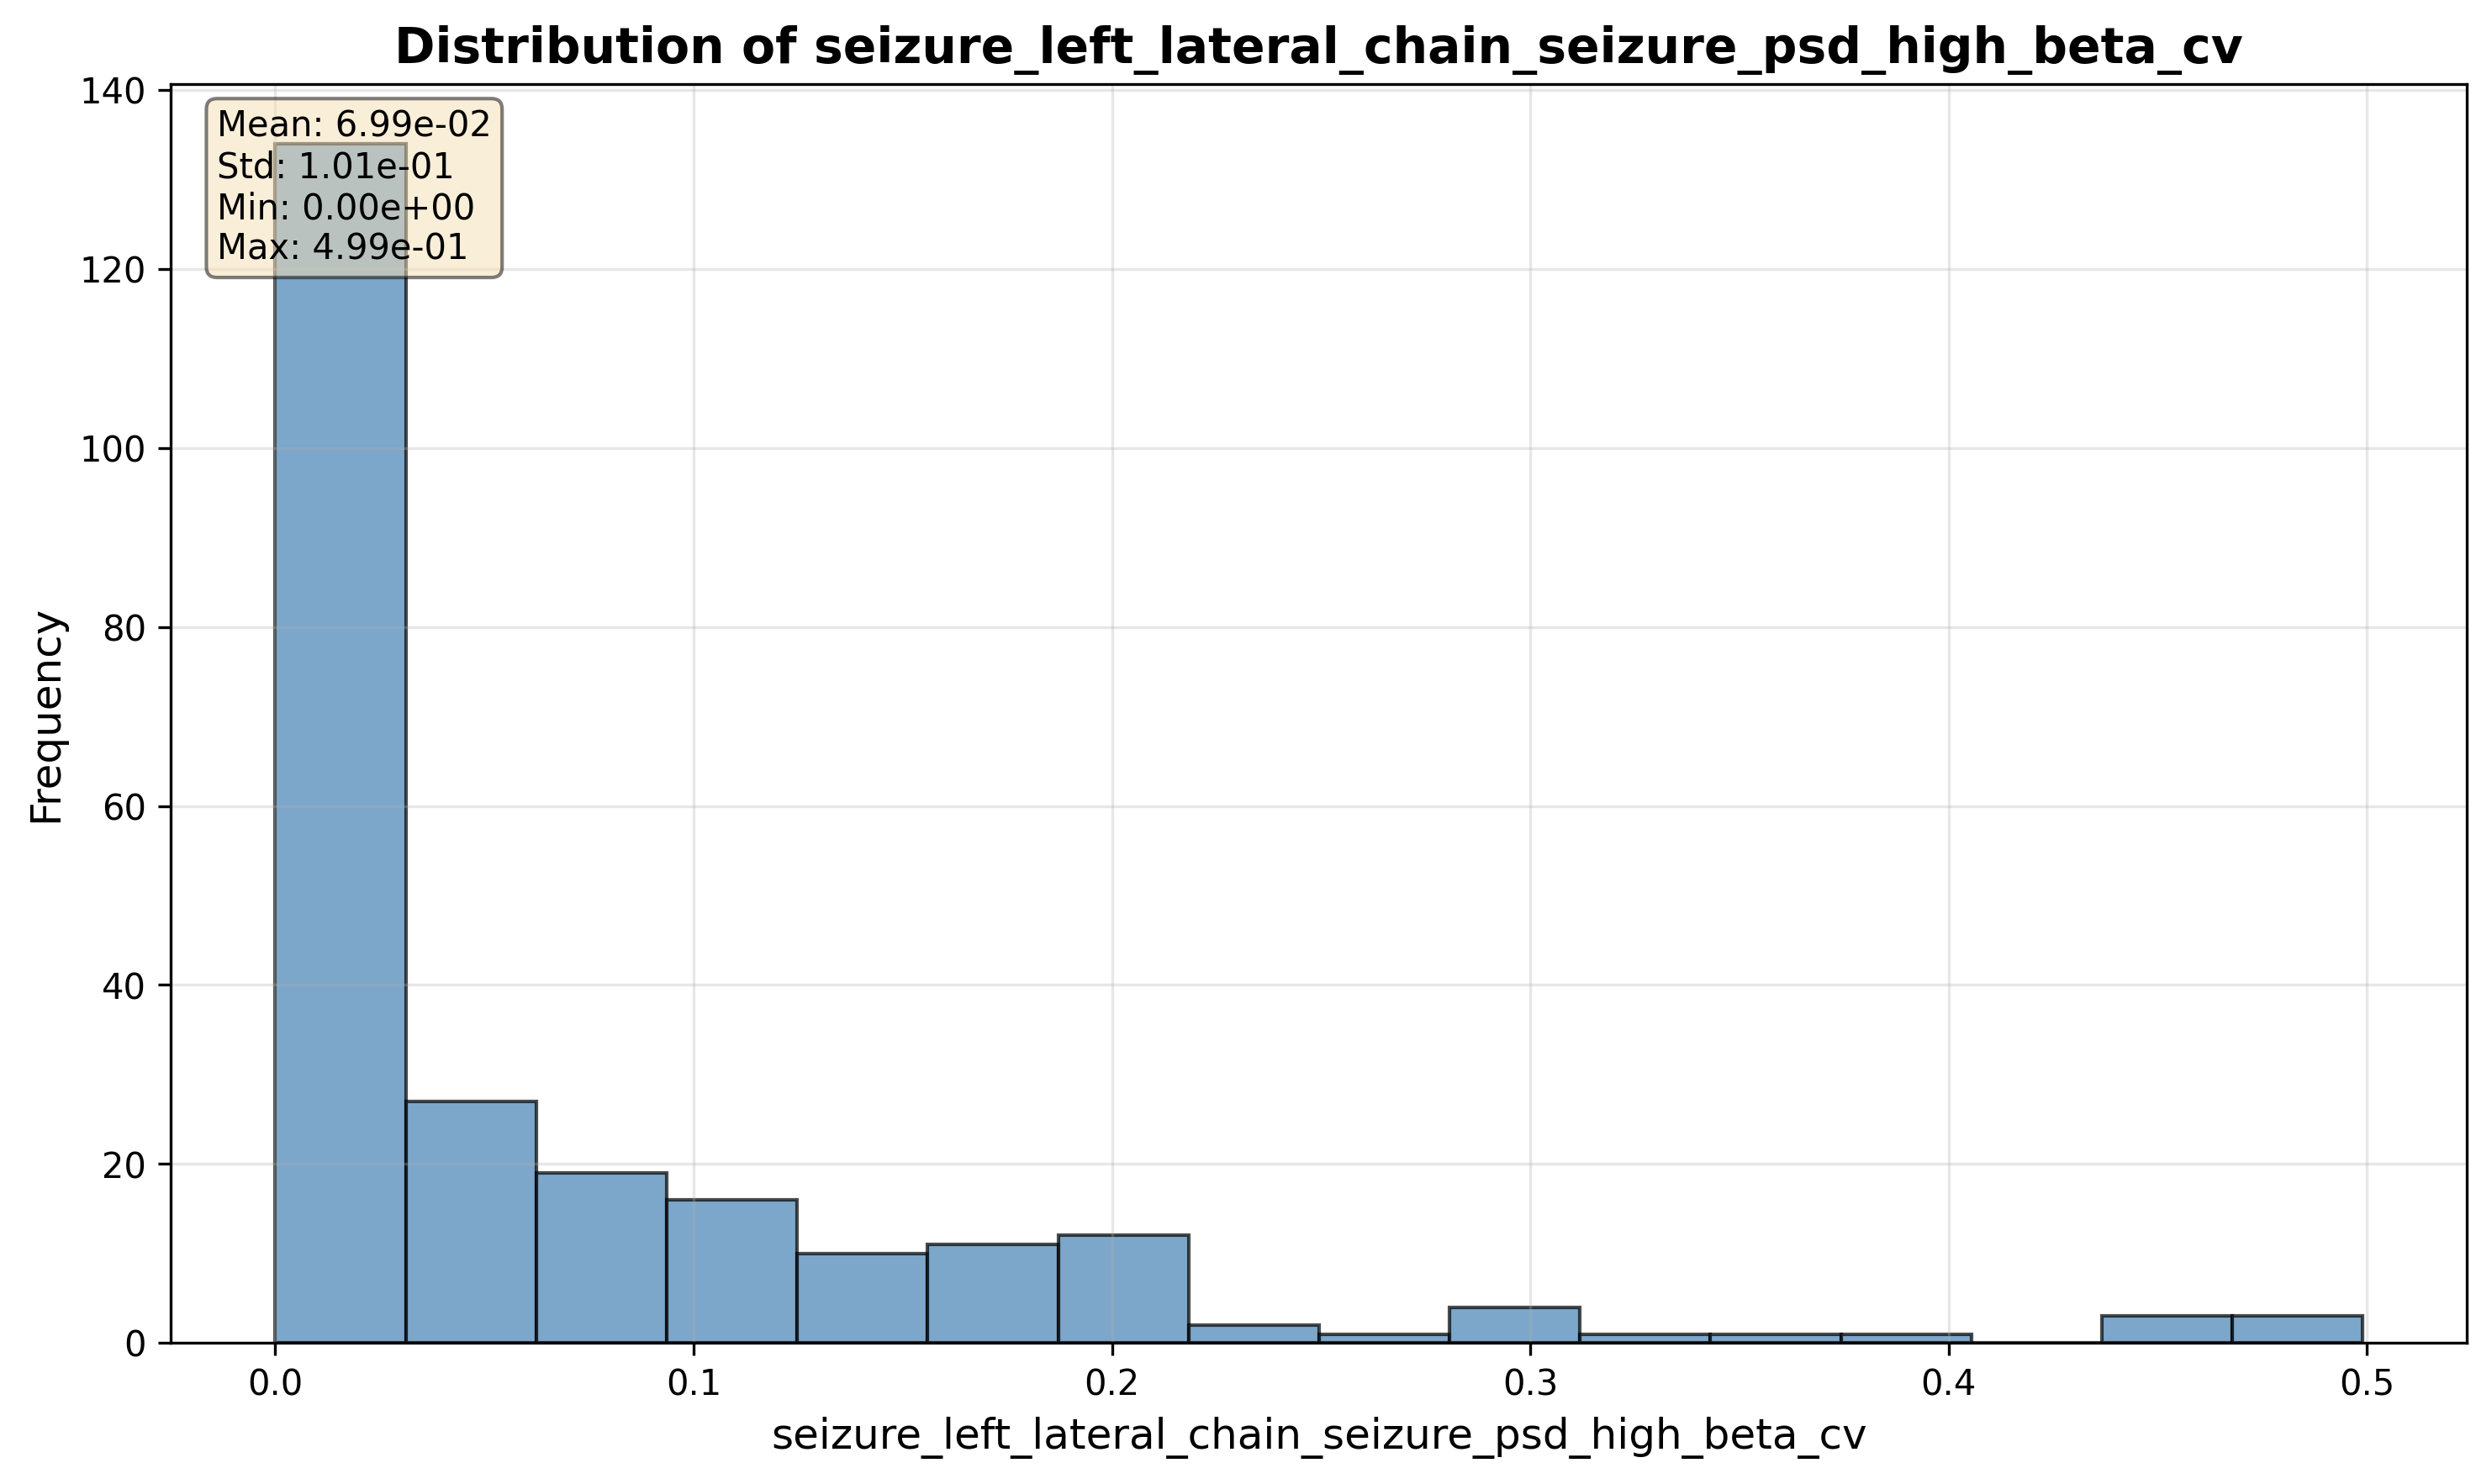 Distribution of seizure_left_lateral_chain_seizure_psd_high_beta_cv
Mean: 6.99e-02
Std: 1.01e-01
Min: 0.00e+00
Max: 4.99e-01
Frequency
140
120
100
80
60
40
20
0
0.0 0.1 0.2 0.3 0.4 0.5
seizure_left_lateral_chain_seizure_psd_high_beta_cv